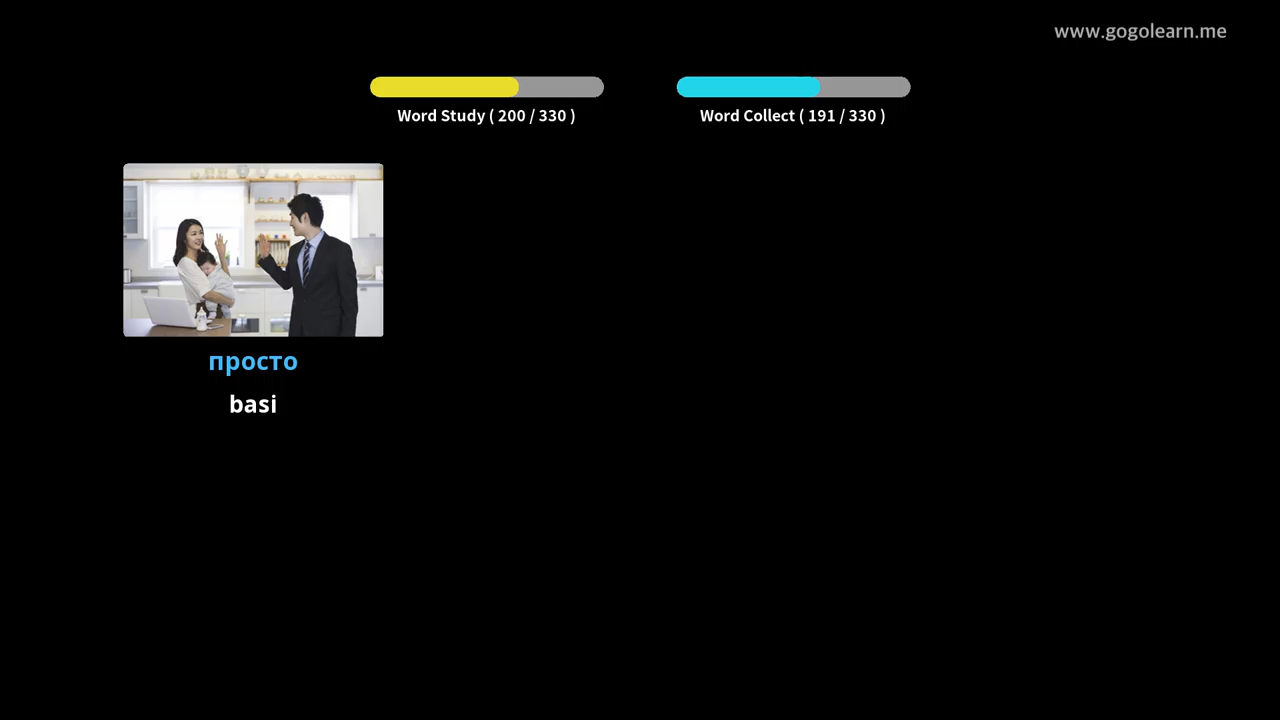 www.gogolearn.me
Word Study ( 200 / 330 )
Word Collect ( 191 / 330 )
просто
basi